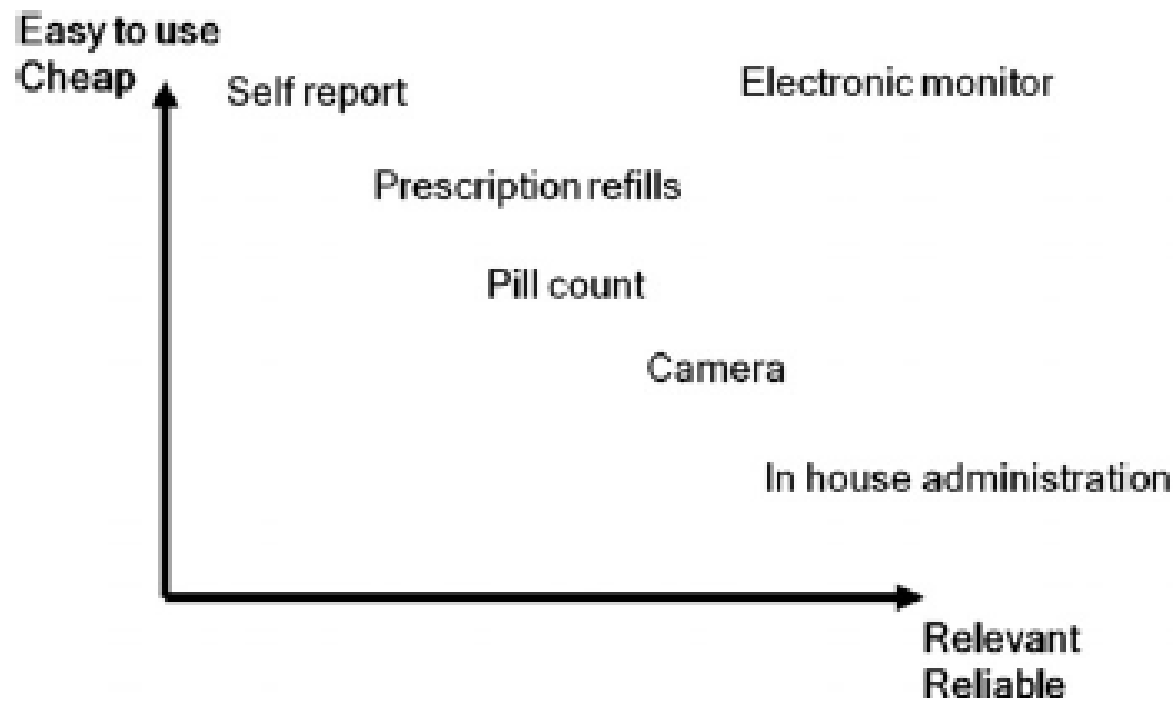 Easy to use
Cheap
Self report
Electronic monitor
Prescription refills
Pill count
Camera
In house administration
Relevant
Reliable